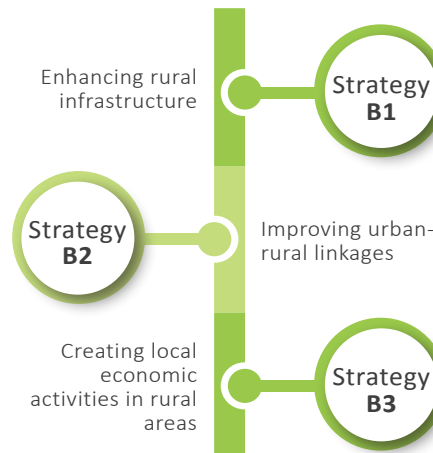 Enhancing rural
infrastructure
Strategy
B1
Strategy
B2
Improving urban-
rural linkages
Creating local
economic
activities in rural
areas
Strategy
B3